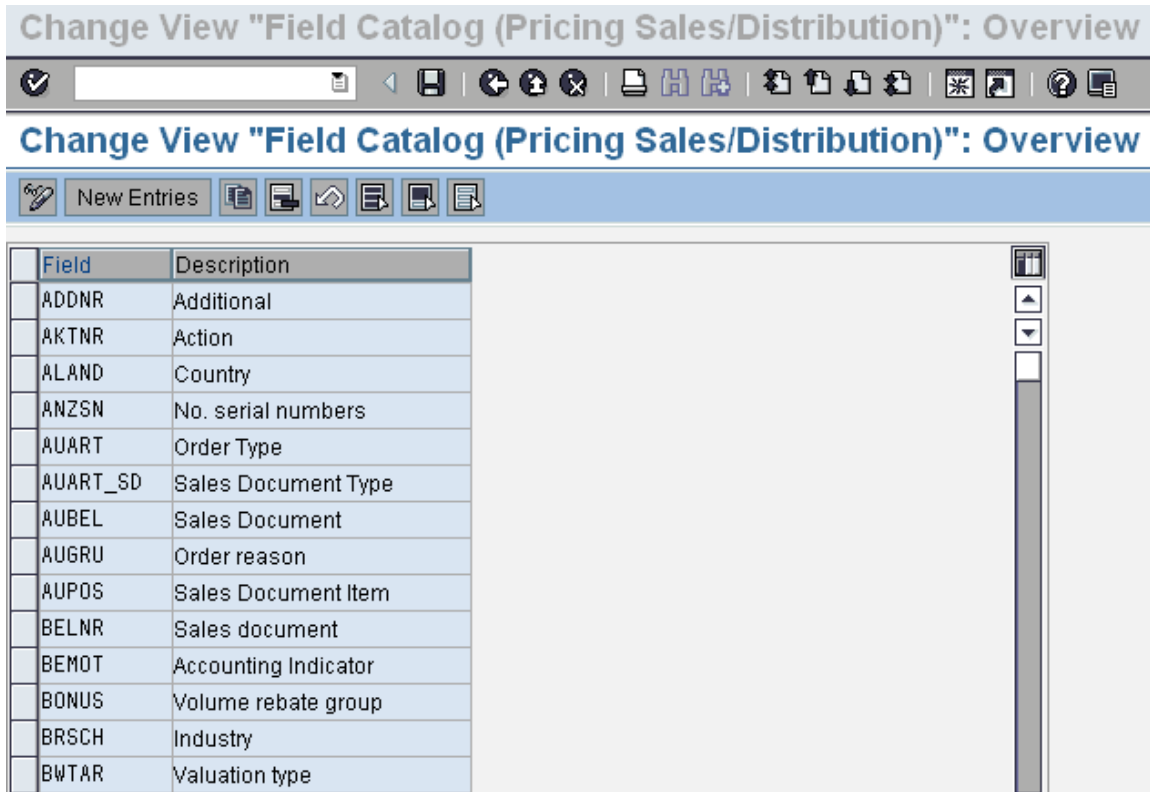 Change View "Field Catalog (Pricing Sales/Distribution)": Overview
Change View "Field Catalog (Pricing Sales/Distribution)": Overview
New Entries
Field Description
ADDNR Additional
AKTNR Action
ALAND Country
ANZSN No. serial numbers
AUART Order Type
AUART_SD Sales Document Type
AUBEL Sales Document
AUGRU Order reason
AUPOS Sales Document Item
BELNR Sales document
BEMOT Accounting Indicator
BONUS Volume rebate group
BRSCH Industry
BWTAR Valuation type